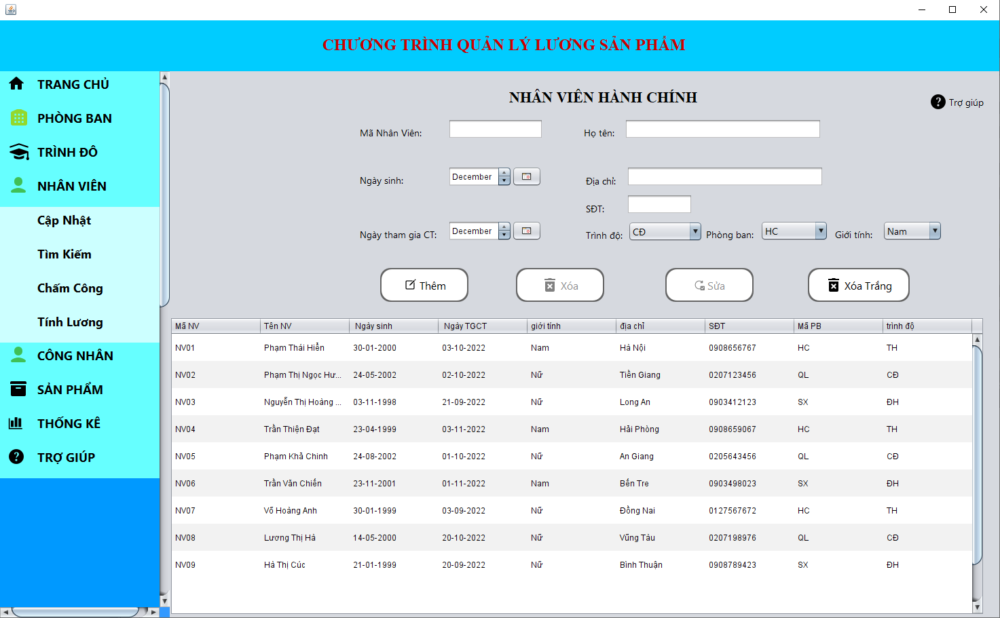 CHƯƠNG TRÌNH QUẢN LÝ LƯƠNG SẢN PHẨM
TRANG CHỦ
PHÒNG BAN
TRÌNH ĐÔ
NHÂN VIÊN
Cập Nhật
Tìm Kiếm
Chấm Công
Tính Lương
CÔNG NHÂN
SẢN PHẨM
THỐNG KÊ
TRỢ GIÚP
NHÂN VIÊN HÀNH CHÍNH
Trợ giúp
Mã Nhân Viên: Họ tên:
Ngày sinh: December Địa chỉ:
SĐT:
Ngày tham gia CT: December Trình độ: CĐ Phòng ban: HC Giới tính: Nam
Thêm Xóa Sửa Xóa Trắng
Mã NV Tên NV Ngày sinh Ngày TGCT giới tính địa chỉ SĐT Mã PB trình độ
NV01 Phạm Thái Hiển 30-01-2000 03-10-2022 Nam Hà Nội 0908656767 HC TH
NV02 Phạm Thị Ngọc Hư... 24-05-2002 02-10-2022 Nữ Tiền Giang 0207123456 QL CĐ
NV03 Nguyễn Thị Hoàng ... 03-11-1998 21-09-2022 Nữ Long An 0903412123 SX ĐH
NV04 Trần Thiện Đạt 23-04-1999 03-11-2022 Nam Hải Phòng 0908659067 HC TH
NV05 Phạm Khả Chinh 24-08-2002 01-10-2022 Nữ An Giang 0205643456 QL CĐ
NV06 Trần Văn Chiến 23-11-2001 01-11-2022 Nam Bến Tre 0903498023 SX ĐH
NV07 Võ Hoàng Anh 30-01-1999 03-09-2022 Nữ Đồng Nai 0127567672 HC TH
NV08 Lương Thị Hà 14-05-2000 20-10-2022 Nữ Vũng Tàu 0207198976 QL CĐ
NV09 Hà Thị Cúc 21-01-1999 20-09-2022 Nữ Bình Thuận 0908789423 SX ĐH